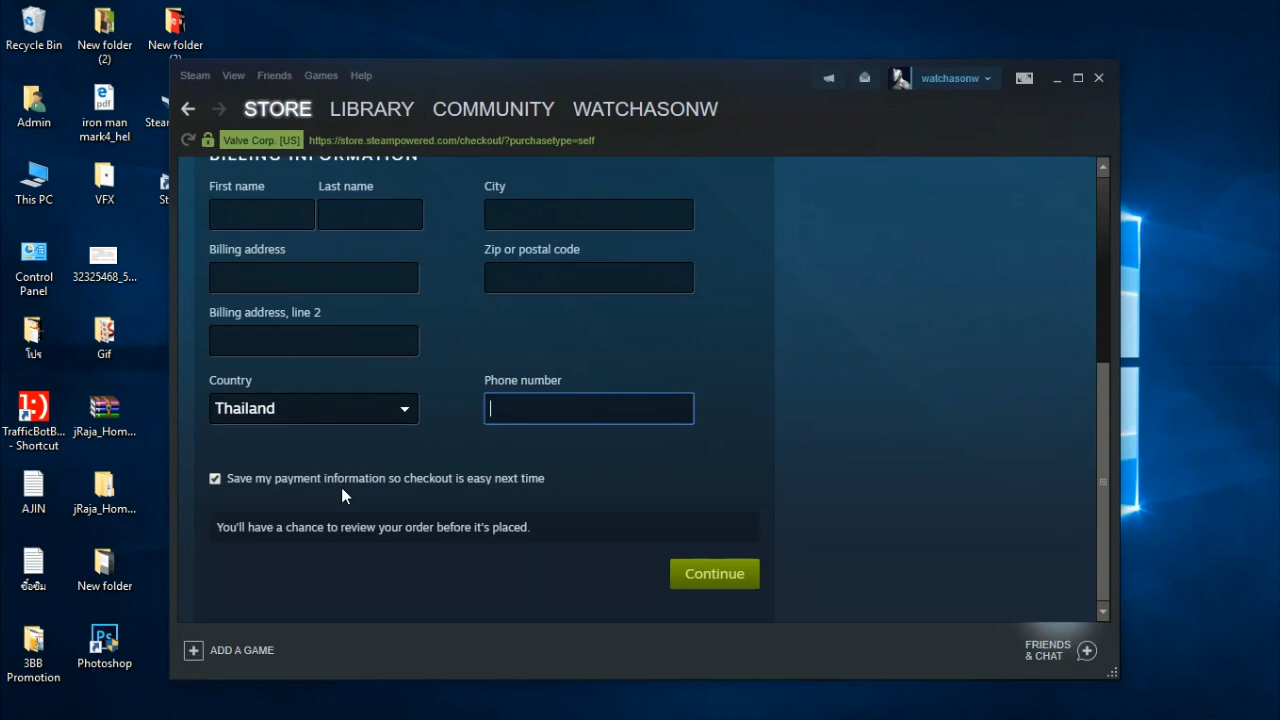 Recycle Bin
New folder
(2)
New folder
(2)
Admin
iron man
mark4_hel
This PC
VFX
Control
Panel
32325468_5...
โปร
Gif
TrafficBotB...
- Shortcut
jRaja_Hom...
AJIN
jRaja_Hom...
ชื่อซิม
New folder
3BB
Promotion
Photoshop
pdf
Ps
Steam View Friends Games Help
watchasonw
STORE LIBRARY COMMUNITY WATCHASONW
Valve Corp. [US] https://store.steampowered.com/checkout/?purchasetype=self
BILLING INFORMATION
First name Last name City
Billing address Zip or postal code
Billing address, line 2
Country Phone number
Thailand
Save my payment information so checkout is easy next time
You'll have a chance to review your order before it's placed.
Continue
ADD A GAME
FRIENDS
& CHAT